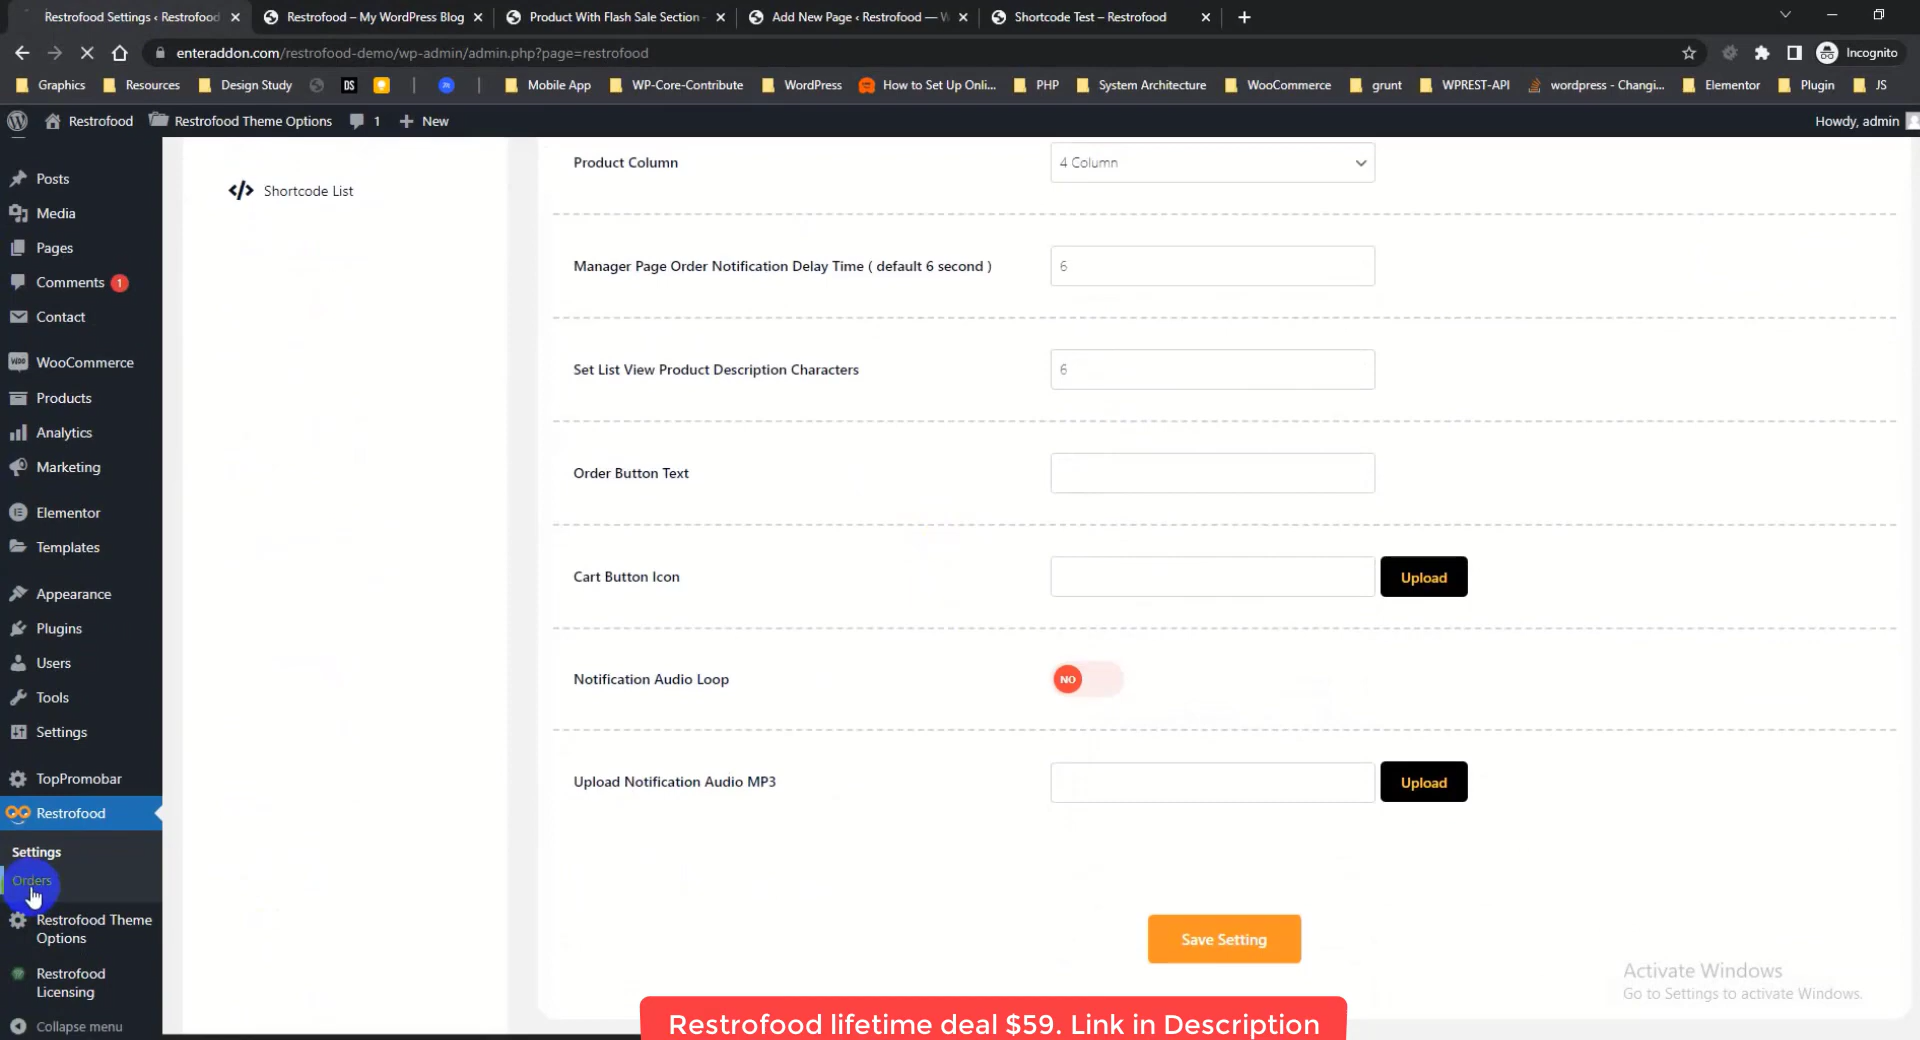 Restrofood Settings ‹ Restrofood
Restrofood – My WordPress Blog
Product With Flash Sale Section -
Add New Page ‹ Restrofood — W
Shortcode Test – Restrofood
enteraddon.com/restrofood-demo/wp-admin/admin.php?page=restrofood
Incognito
Graphics
Resources
Design Study
DS
Mobile App
WP-Core-Contribute
WordPress
How to Set Up Onli...
PHP
System Architecture
WooCommerce
grunt
WPREST-API
wordpress - Changi...
Elementor
Plugin
JS
Restrofood
Restrofood Theme Options
1
New
Howdy, admin
Posts
Media
Pages
Comments 1
Contact
WooCommerce
Products
Analytics
Marketing
Elementor
Templates
Appearance
Plugins
Users
Tools
Settings
TopPromobar
Restrofood
Settings
Orders
Restrofood Theme
Options
Restrofood
Licensing
Collapse menu
Shortcode List
Product Column
4 Column
Manager Page Order Notification Delay Time ( default 6 second )
6
Set List View Product Description Characters
6
Order Button Text
Cart Button Icon
Upload
Notification Audio Loop
NO
Upload Notification Audio MP3
Upload
Save Setting
Activate Windows
Go to Settings to activate Windows.
Restrofood lifetime deal $59. Link in Description